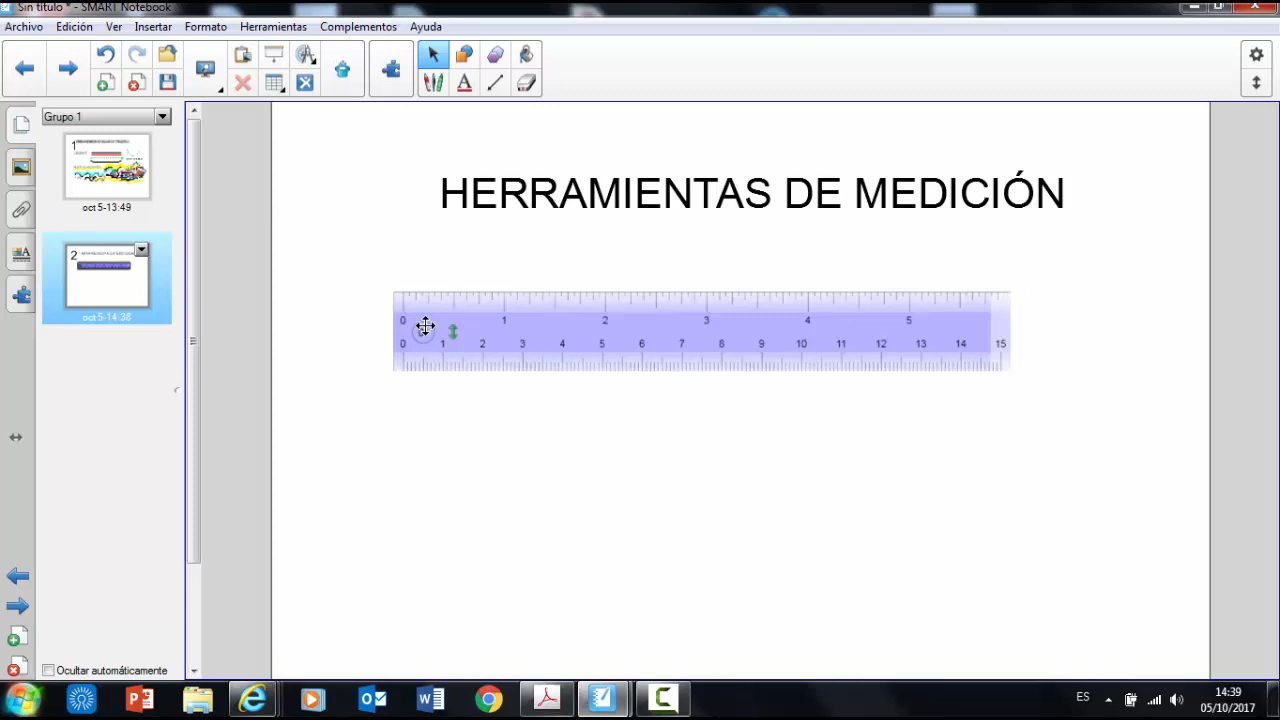 Sin título * - SMART Notebook
Archivo Edición Ver Insertar Formato Herramientas Complementos Ayuda
Grupo 1
1
oct 5-13:49
2
oct 5-14:38
HERRAMIENTAS DE MEDICIÓN
0 1 2 3 4 5
0 1 2 3 4 5 6 7 8 9 10 11 12 13 14 15
Ocultar automáticamente
ES
14:39
05/10/2017